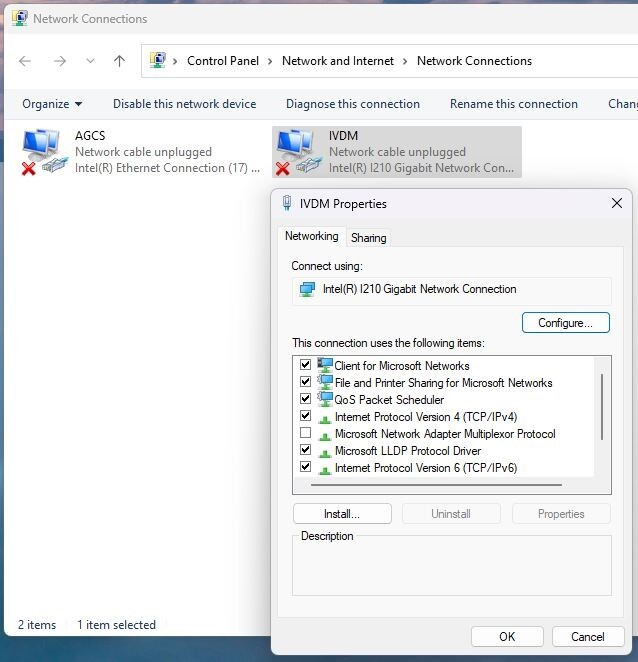 Network Connections
Control Panel > Network and Internet > Network Connections
Organize Disable this network device Diagnose this connection Rename this connection
AGCS
Network cable unplugged
Intel(R) Ethernet Connection (17) ...
IVDM
Network cable unplugged
Intel(R) I210 Gigabit Network Con...
IVDM Properties
Networking Sharing
Connect using:
Intel(R) I210 Gigabit Network Connection
Configure...
This connection uses the following items:
Client for Microsoft Networks
File and Printer Sharing for Microsoft Networks
QoS Packet Scheduler
Internet Protocol Version 4 (TCP/IPv4)
Microsoft Network Adapter Multiplexor Protocol
Microsoft LLDP Protocol Driver
Internet Protocol Version 6 (TCP/IPv6)
Install... Uninstall Properties
Description
OK Cancel
2 items 1 item selected